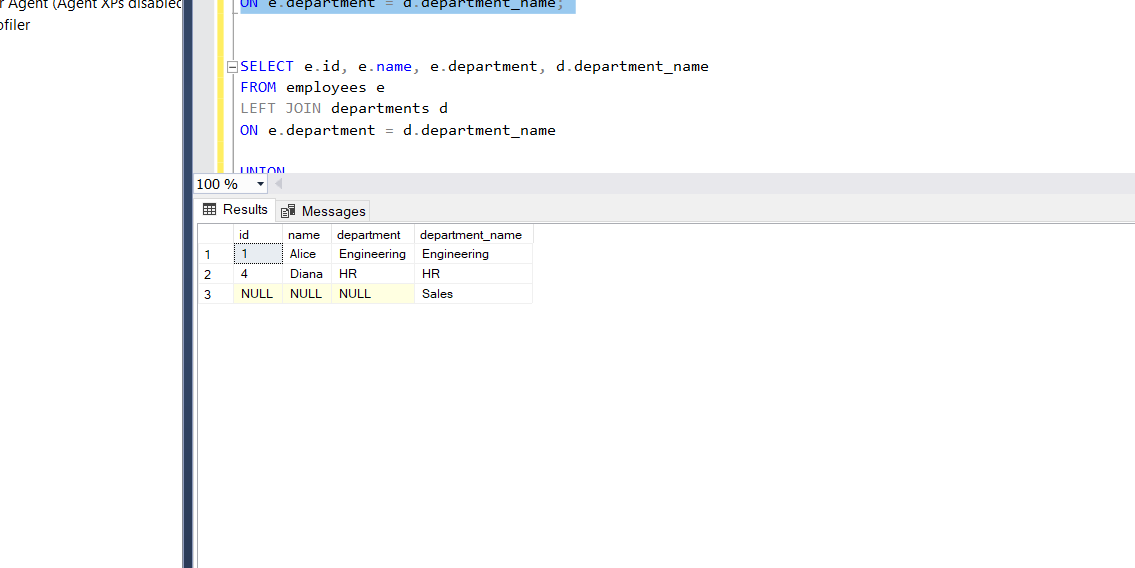 r Agent (Agent XPs disabled
ofiler
ON e.department = d.department_name;
SELECT e.id, e.name, e.department, d.department_name
FROM employees e
LEFT JOIN departments d
ON e.department = d.department_name
UNION
100 %
Results Messages
id name department department_name
1 1 Alice Engineering Engineering
2 4 Diana HR HR
3 NULL NULL NULL Sales